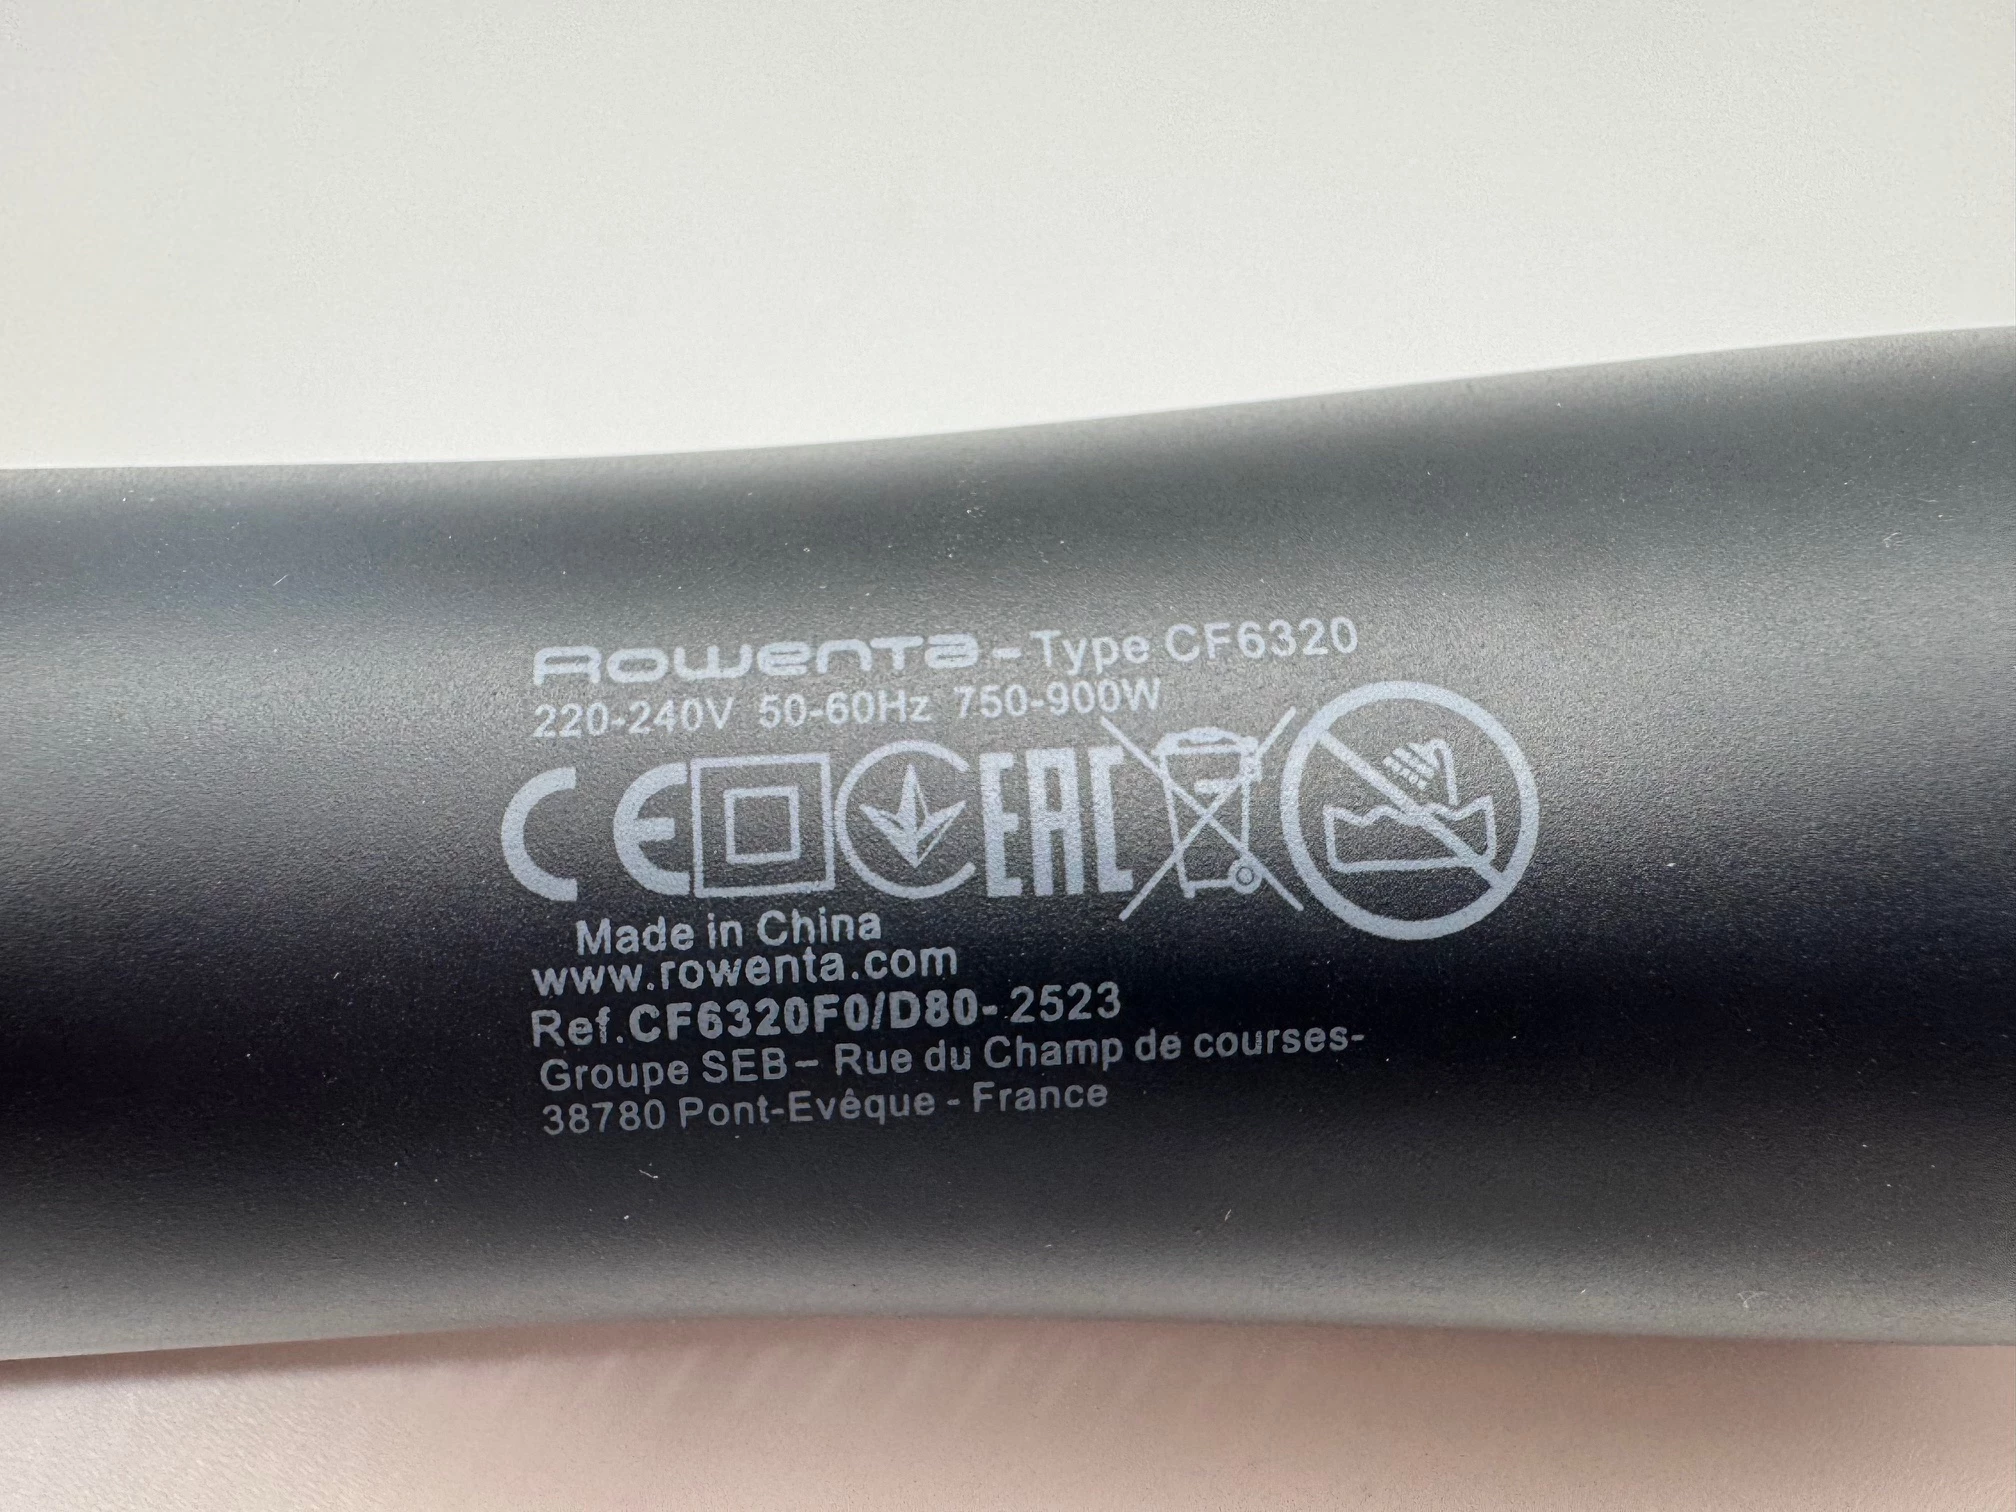 Rowenta - Type CF6320
220-240V 50-60Hz 750-900W
CE EAC
Made in China
www.rowenta.com
Ref.CF6320F0/D80- 2523
Groupe SEB – Rue du Champ de courses-
38780 Pont-Evêque - France